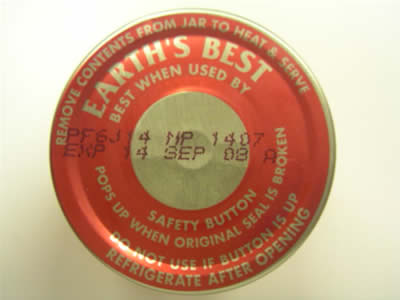 REMOVE CONTENTS FROM JAR TO HEAT & SERVE
EARTH'S BEST
BEST WHEN USED BY
PF6J14 NP 1407
EXP 14 SEP 08 A
SAFETY BUTTON
POPS UP WHEN ORIGINAL SEAL IS BROKEN
DO NOT USE IF BUTTON IS UP
REFRIGERATE AFTER OPENING